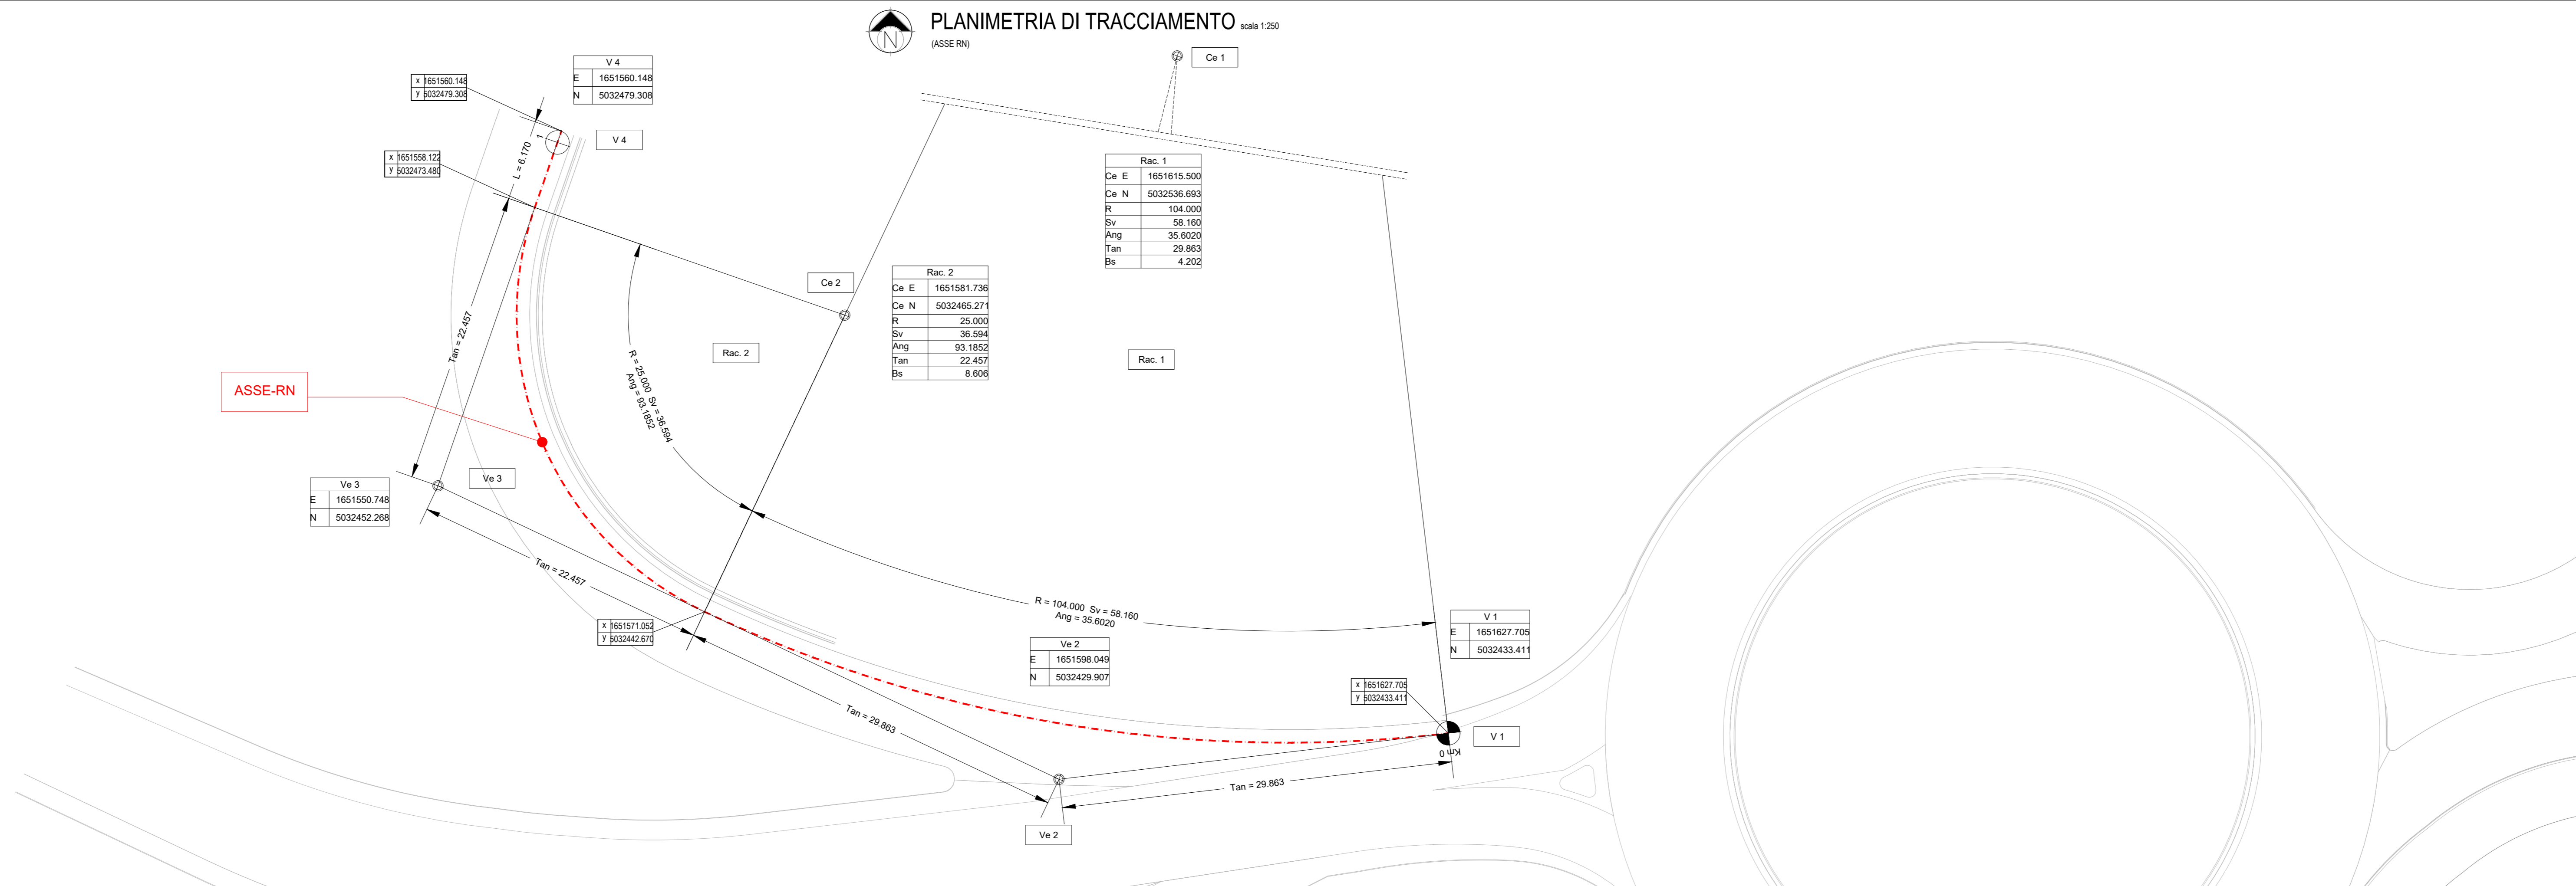 PLANIMETRIA DI TRACCIAMENTO scala 1:250
(ASSE RN)
N
Ce 1
V 4
E 1651560.148
N 5032479.308
x 1651560.148
y 5032479.308
V 4
1
L = 6.170
x 1651558.122
y 5032473.480
Rac. 1
Ce E 1651615.500
Ce N 5032536.693
R 104.000
Sv 58.160
Ang 35.6020
Tan 29.863
Bs 4.202
Ce 2
Rac. 2
Ce E 1651581.736
Ce N 5032465.271
R 25.000
Sv 36.594
Ang 93.1852
Tan 22.457
Bs 8.606
Tan = 22.457
Rac. 2
Rac. 1
R = 25.000 Sv = 36.594
Ang = 93.1852
ASSE-RN
Ve 3
Ve 3
E 1651550.748
N 5032452.268
Tan = 22.457
x 1651571.052
y 5032442.670
R = 104.000 Sv = 58.160
Ang = 35.6020
V 1
E 1651627.705
N 5032433.411
Ve 2
E 1651598.049
N 5032429.907
x 1651627.705
y 5032433.411
Tan = 29.863
V 1
Km 0
Tan = 29.863
Ve 2